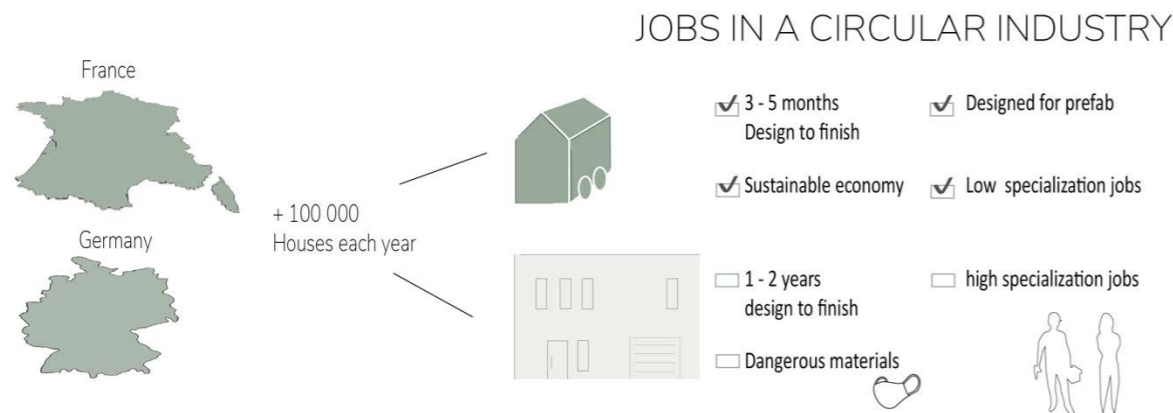 JOBS IN A CIRCULAR INDUSTRY
France
Germany
+ 100 000
Houses each year
3 - 5 months
Design to finish
Designed for prefab
Sustainable economy
Low specialization jobs
1 - 2 years
design to finish
high specialization jobs
Dangerous materials